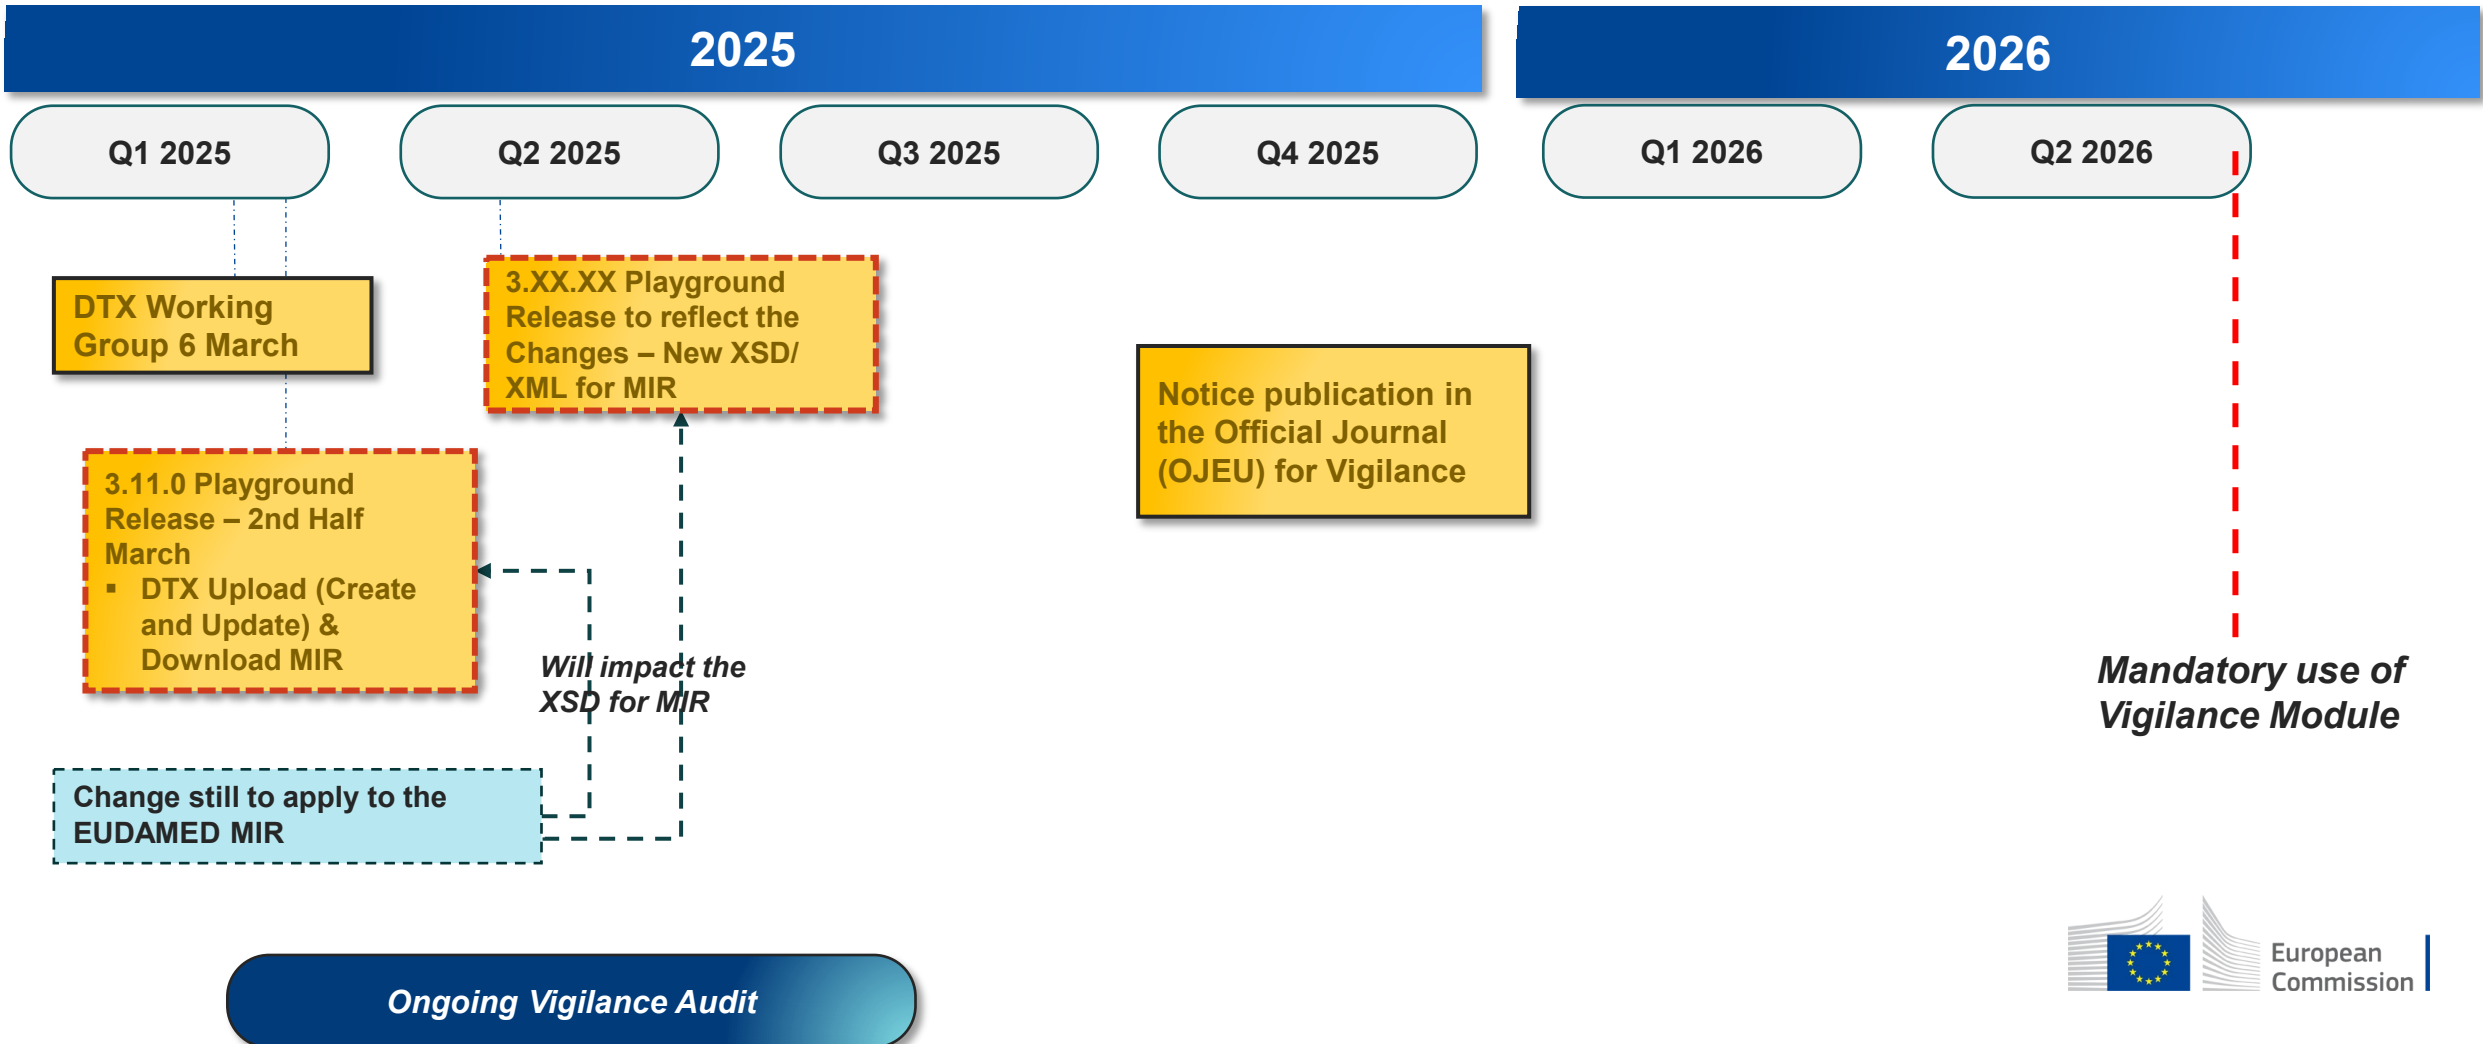 2025
2026
Q1 2025
Q2 2025
Q3 2025
Q4 2025
Q1 2026
Q2 2026
DTX Working
Group 6 March
3.XX.XX Playground
Release to reflect the
Changes – New XSD/
XML for MIR
Notice publication in
the Official Journal
(OJEU) for Vigilance
3.11.0 Playground
Release – 2nd Half
March
▪ DTX Upload (Create
and Update) &
Download MIR
Will impact the
XSD for MIR
Mandatory use of
Vigilance Module
Change still to apply to the
EUDAMED MIR
Ongoing Vigilance Audit
European
Commission